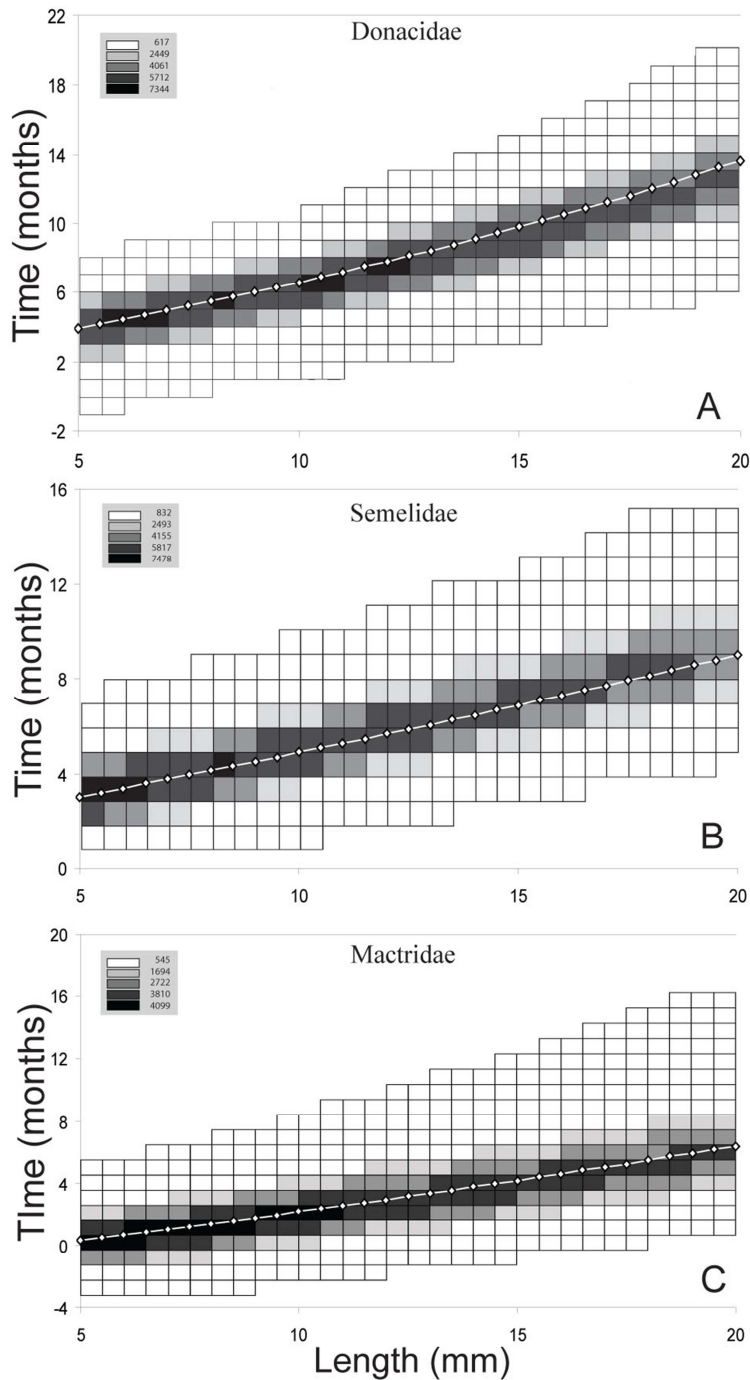 Donacidae
617
2449
4061
5712
7344
22
18
14
10
6
2
-2
Time (months)
A
5 10 15 20
Semelidae
832
2493
4155
5817
7478
16
12
8
4
0
Time (months)
B
5 10 15 20
Mactridae
545
1694
2722
3810
4099
20
16
12
8
4
0
-4
TIme (months)
C
5 10 15 20
Length (mm)